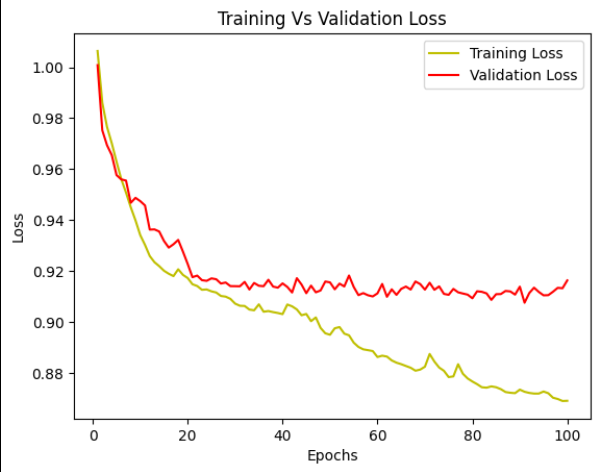 Training Vs Validation Loss
Training Loss
Validation Loss
1.00
0.98
0.96
0.94
0.92
0.90
0.88
Loss
0 20 40 60 80 100
Epochs